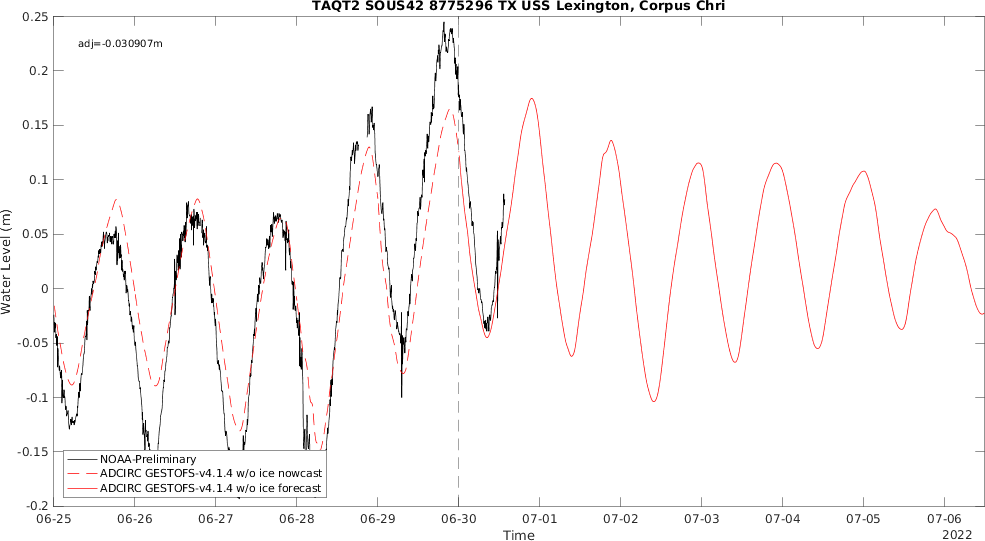 TAQT2 SOUS42 8775296 TX USS Lexington, Corpus Chri
adj=-0.030907m
0.25
0.2
0.15
0.1
0.05
0
-0.05
-0.1
-0.15
-0.2
Water Level (m)
NOAA-Preliminary
ADCIRC GESTOFS-v4.1.4 w/o ice nowcast
ADCIRC GESTOFS-v4.1.4 w/o ice forecast
06-25 06-26 06-27 06-28 06-29 06-30 07-01 07-02 07-03 07-04 07-05 07-06
Time
2022